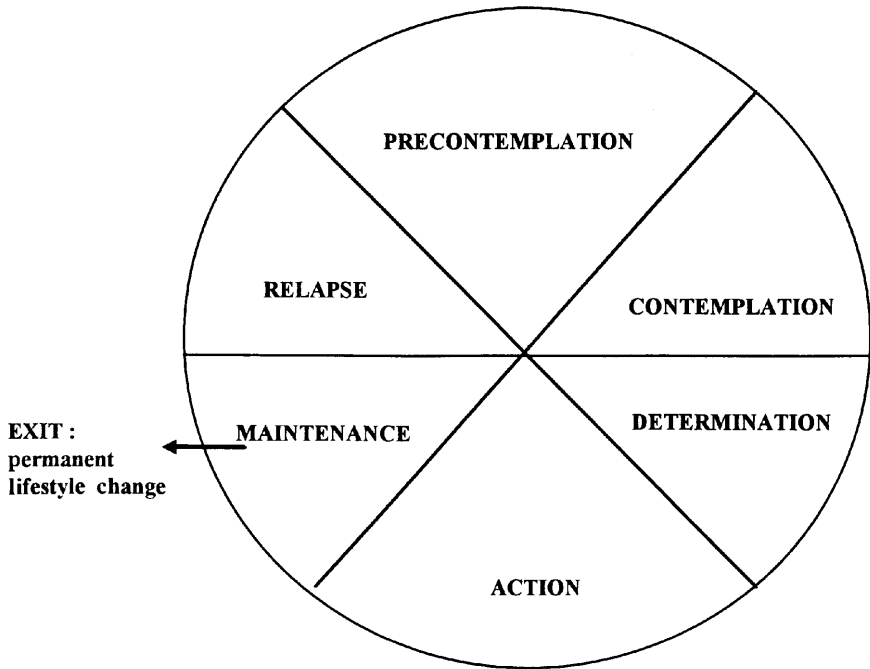 PRECONTEMPLATION
RELAPSE
CONTEMPLATION
MAINTENANCE
DETERMINATION
EXIT :
permanent
lifestyle change
ACTION